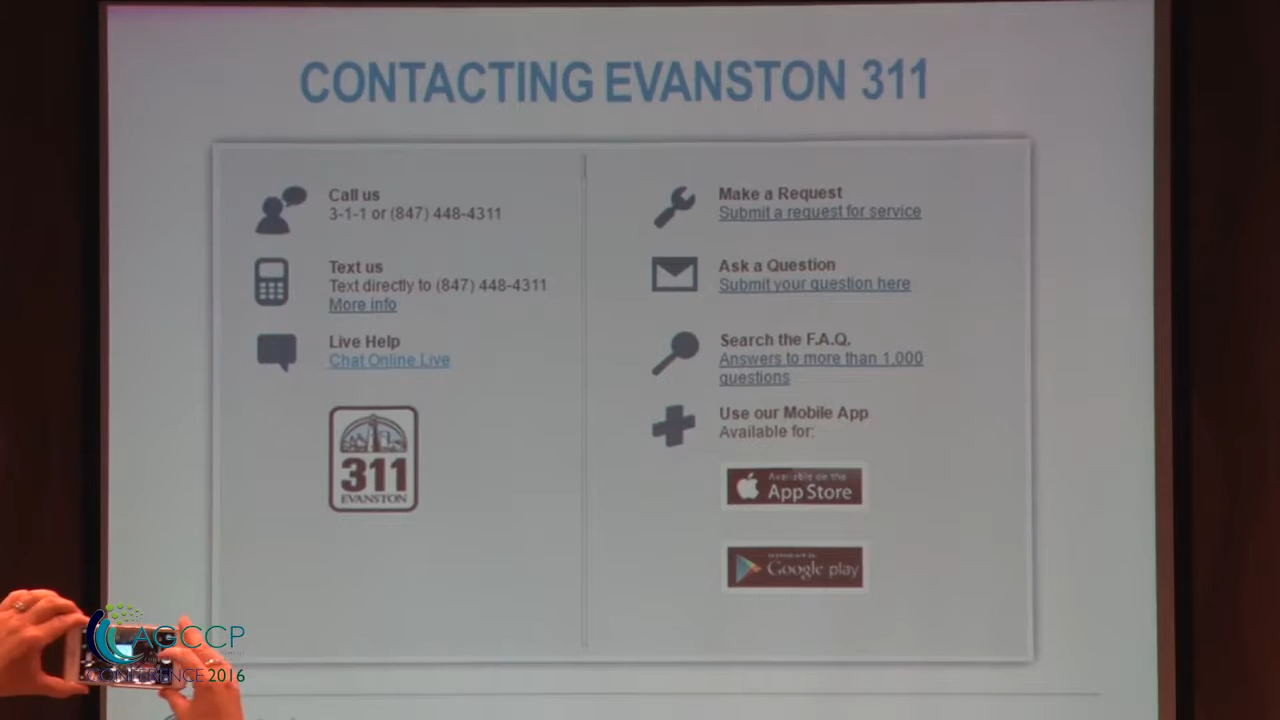 CONTACTING EVANSTON 311
Call us
3-1-1 or (847) 448-4311
Text us
Text directly to (847) 448-4311
More info
Live Help
Chat Online Live
311
EVANSTON
Make a Request
Submit a request for service
Ask a Question
Submit your question here
Search the F.A.Q.
Answers to more than 1,000
questions
Use our Mobile App
Available for:
Available on the
App Store
Google play
AGCCP
CONFERENCE 2016